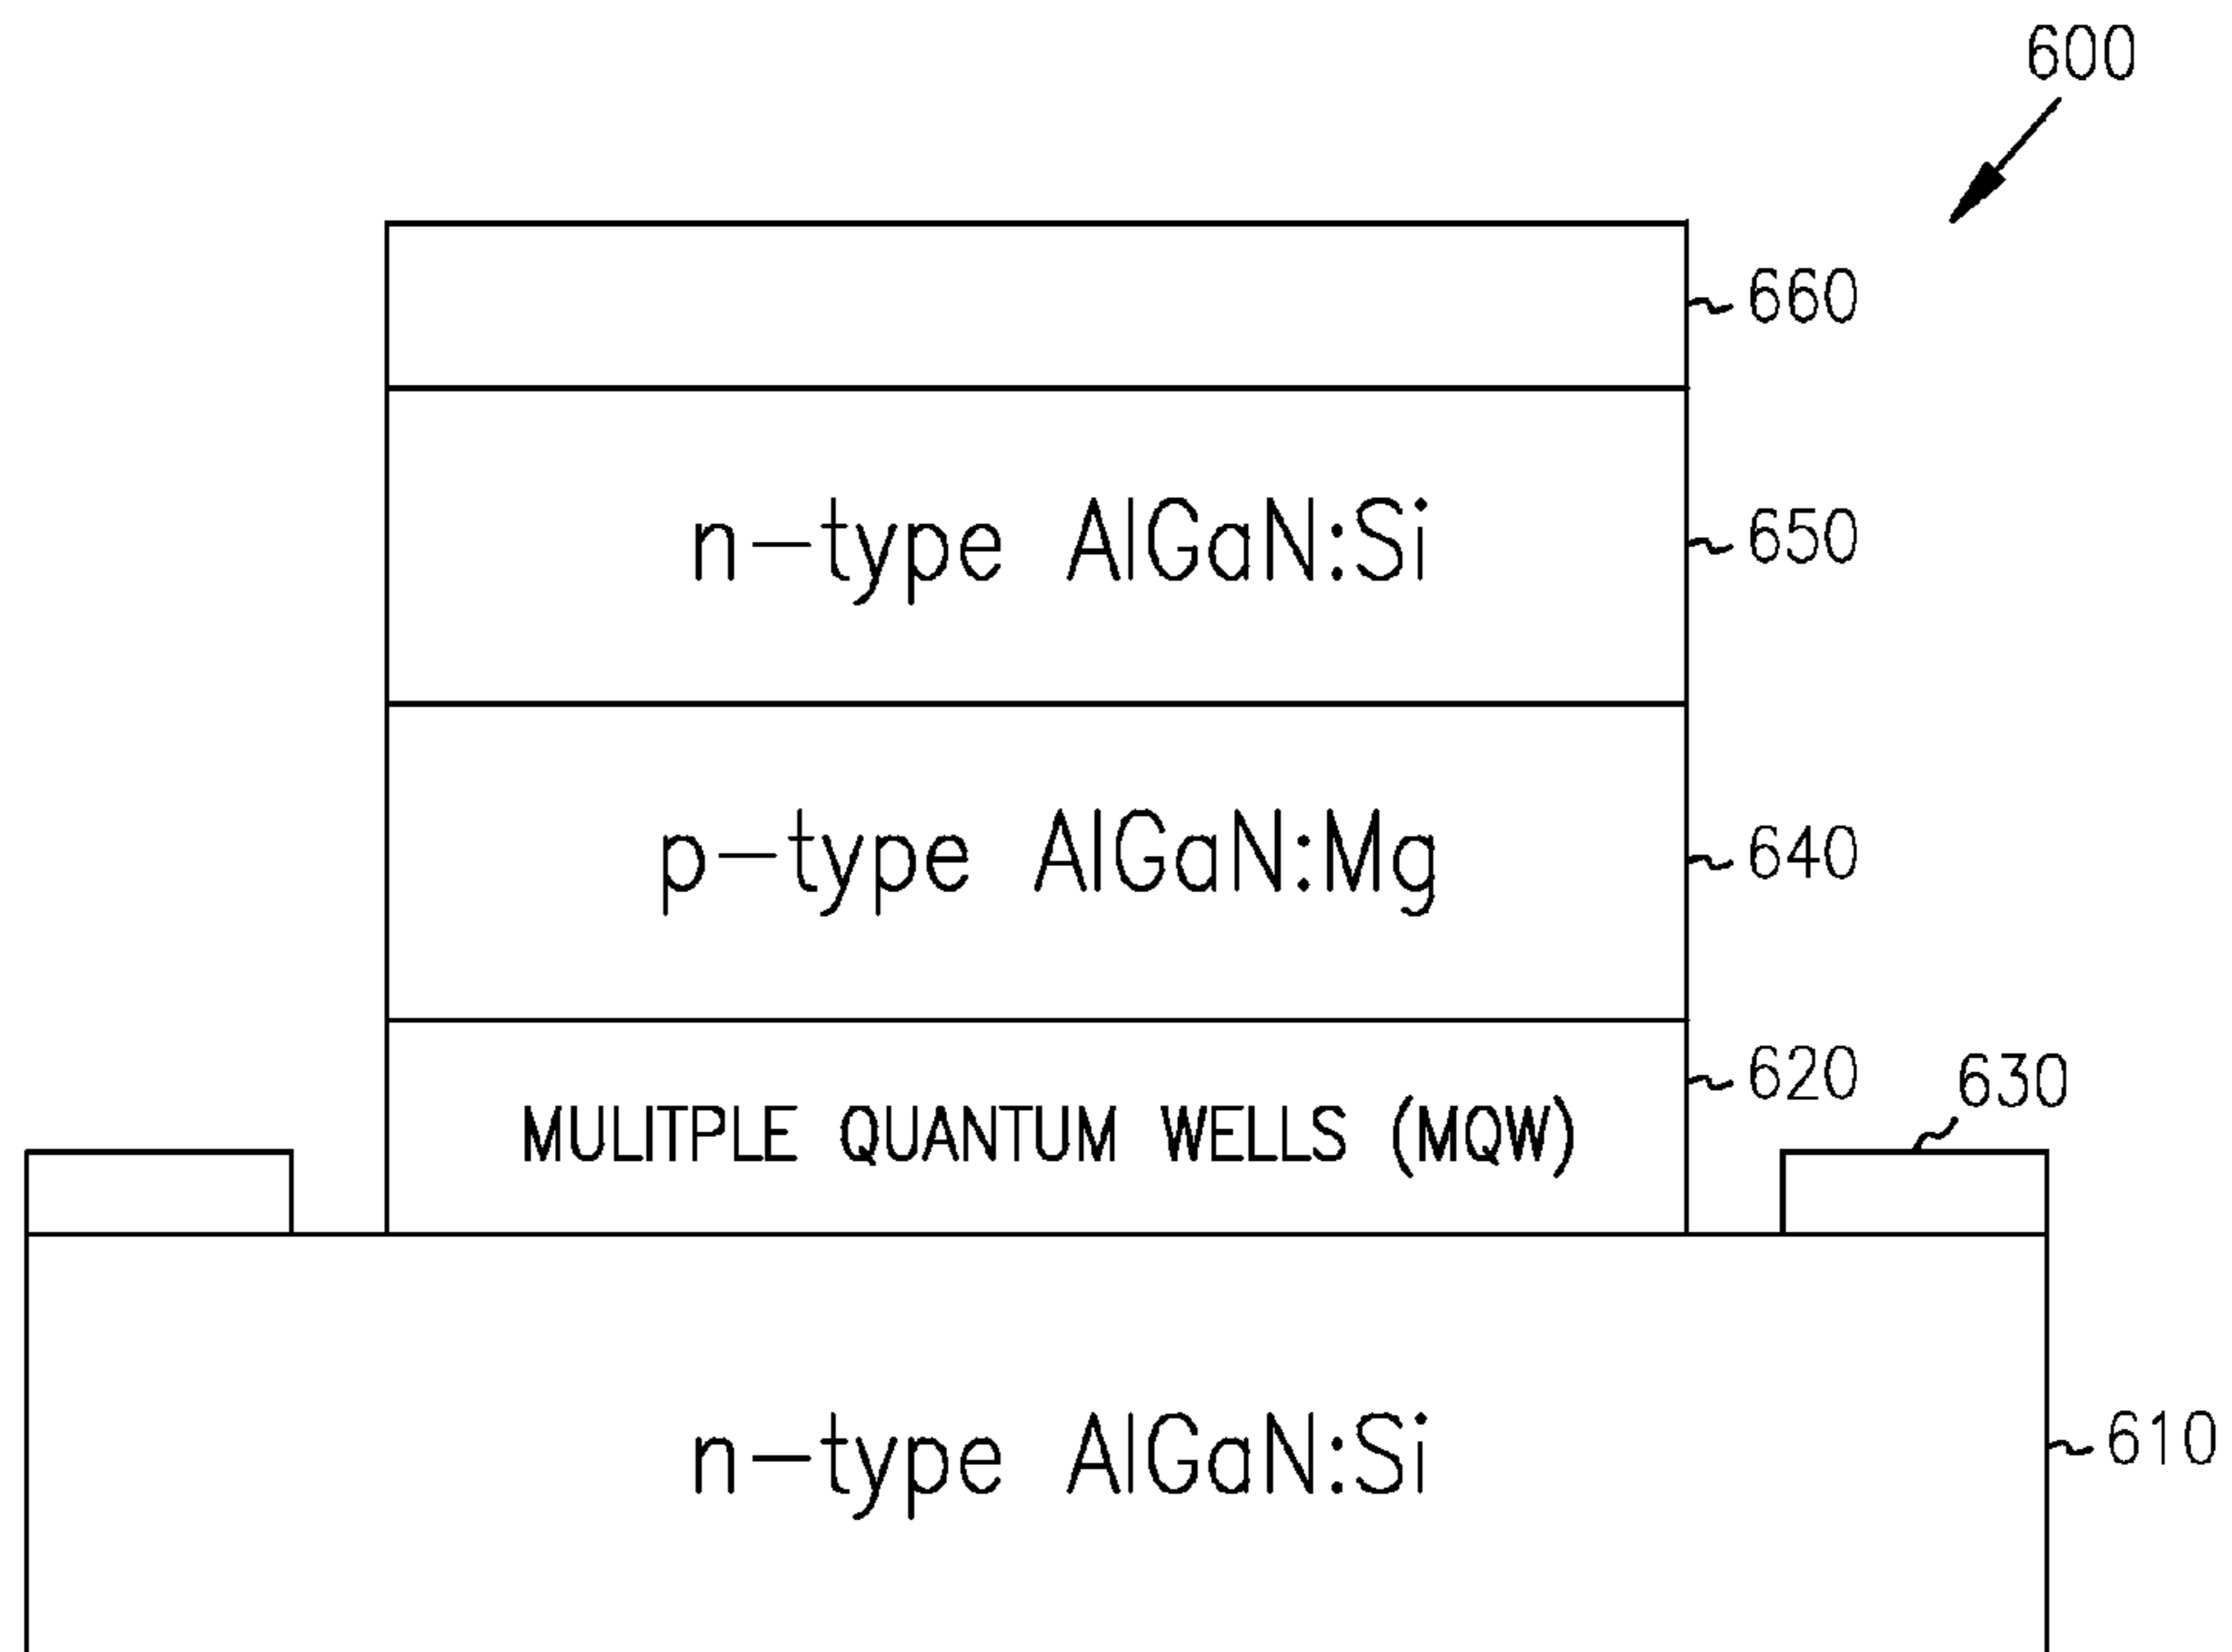 600
660
n-type AlGaN:Si
650
p-type AlGaN:Mg
640
620
630
MULITPLE QUANTUM WELLS (MQW)
n-type AlGaN:Si
610